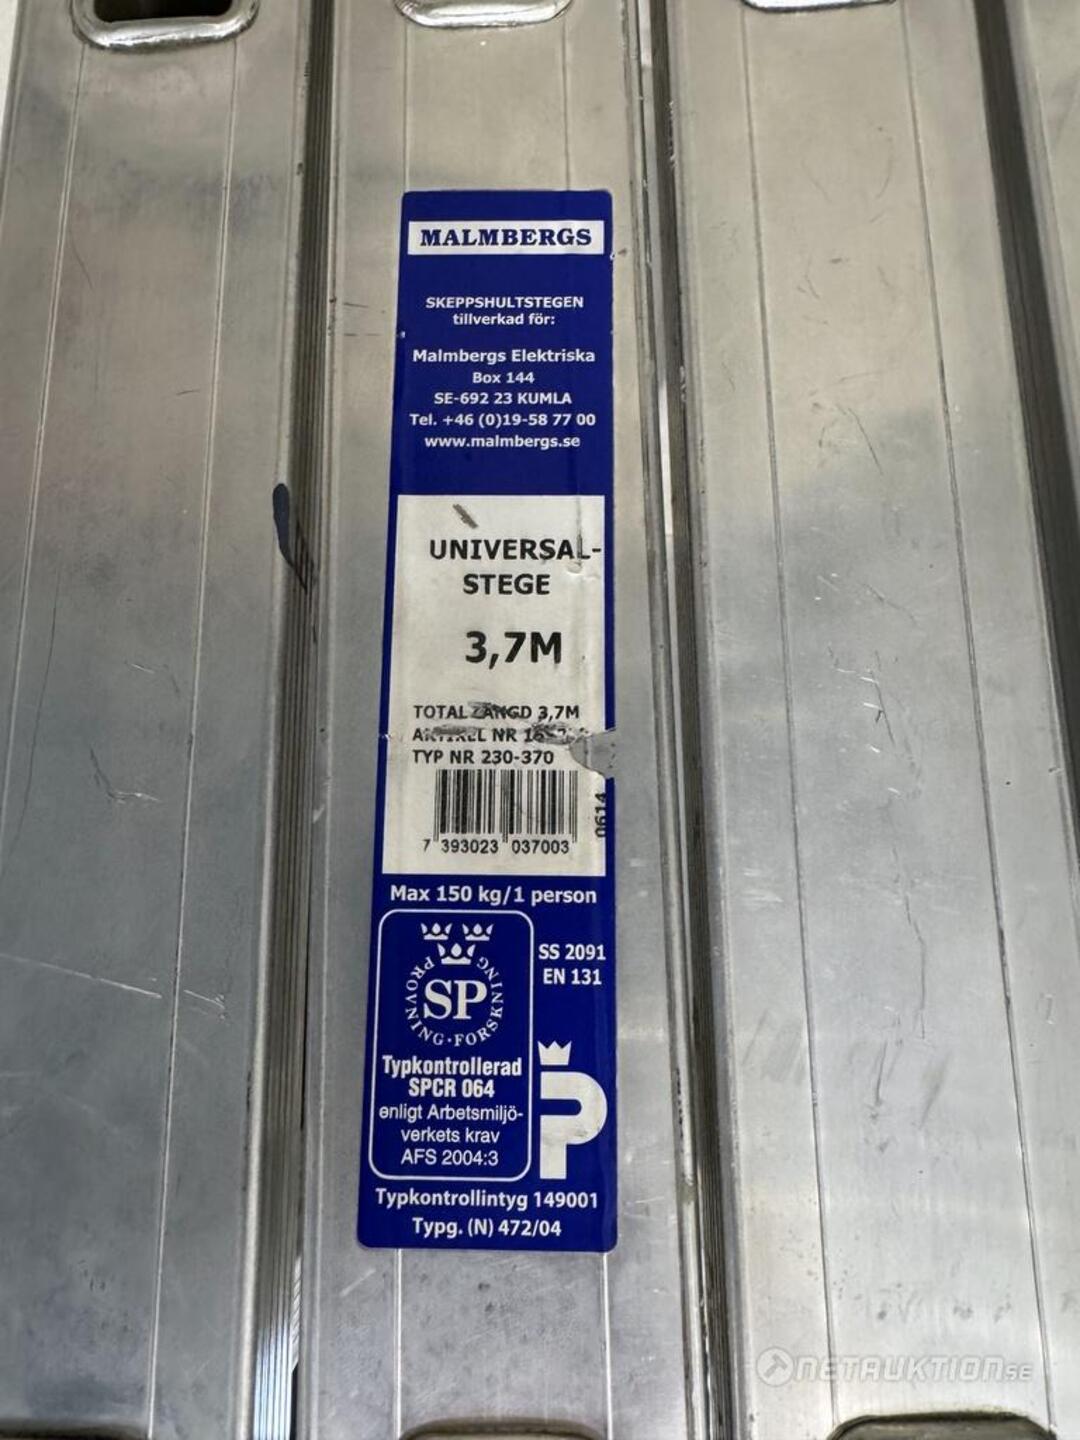 MALMBERGS
SKEPPSHULTSTEGEN
tillverkad för:
Malmbergs Elektriska
Box 144
SE-692 23 KUMLA
Tel. +46 (0)19-58 77 00
www.malmbergs.se
UNIVERSAL-
STEGE
3,7M
TOTAL LÄNGD 3,7M
ARTIKEL NR
TYP NR 230-370
0614
7 393023 037003
Max 150 kg/1 person
SP
PROVNING·FORSKNING
SS 2091
EN 131
Typkontrollerad
SPCR 064
enligt Arbetsmiljö-
verkets krav
AFS 2004:3
P
Typkontrollintyg 149001
Typg. (N) 472/04
NETAUKTION.SE